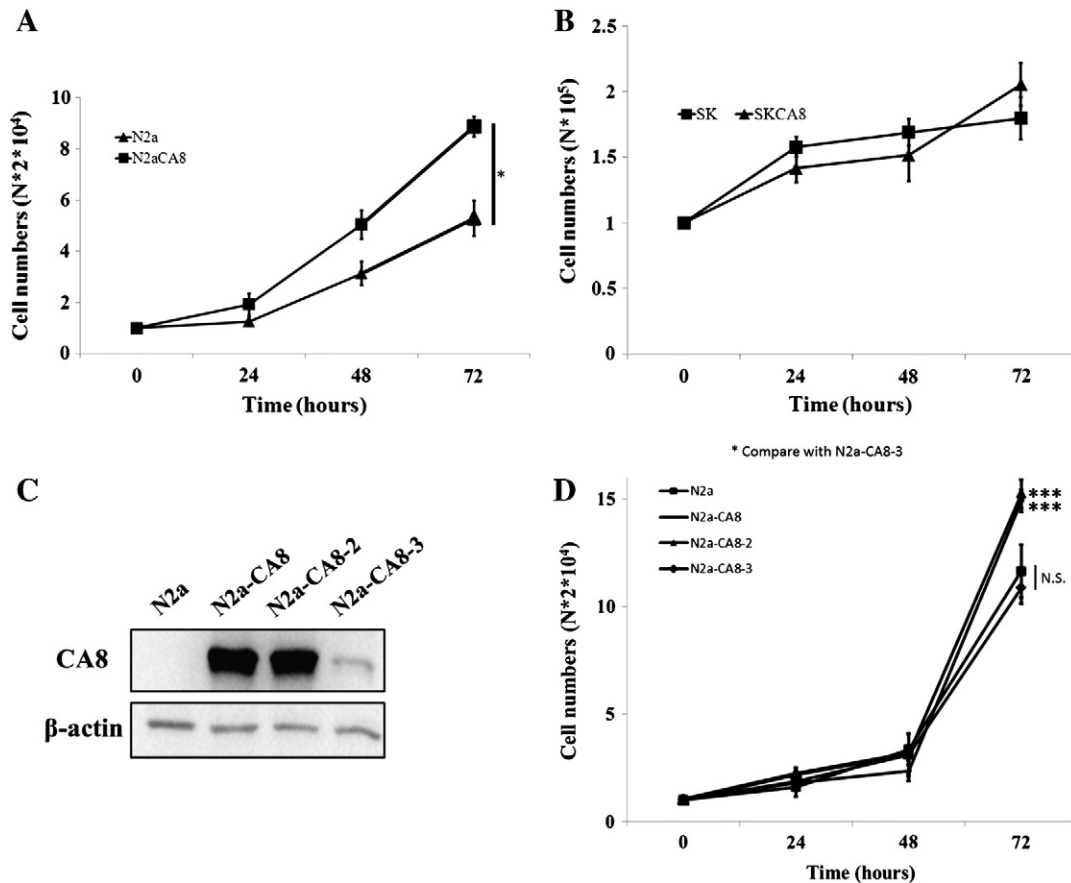 A
Cell numbers (N*2*10⁴)
10
8
6
4
2
0
N2a
N2aCA8
*
0 24 48 72
Time (hours)
B
Cell numbers (N*10⁵)
2.5
2
1.5
1
0.5
0
SK SKCA8
0 24 48 72
Time (hours)
C
N2a N2a-CA8 N2a-CA8-2 N2a-CA8-3
CA8
β-actin
* Compare with N2a-CA8-3
D
Cell numbers (N*2*10⁴)
15
10
5
0
N2a
N2a-CA8
N2a-CA8-2
N2a-CA8-3
***
***
N.S.
0 24 48 72
Time (hours)